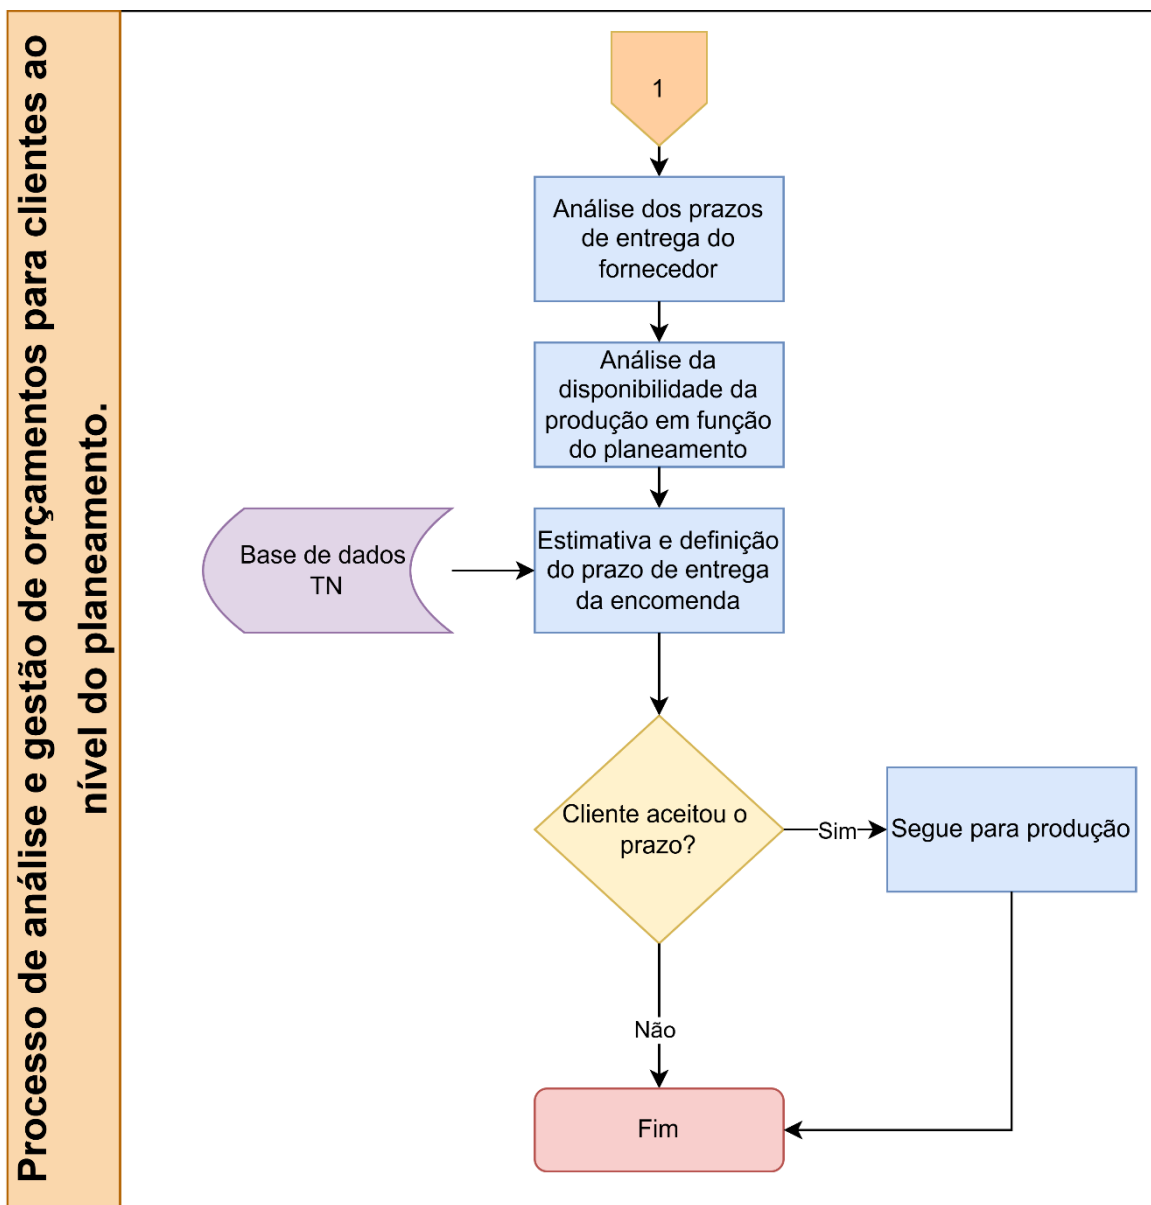 Processo de análise e gestão de orçamentos para clientes ao
nível do planeamento.
1
Análise dos prazos
de entrega do
fornecedor
Análise da
disponibilidade da
produção em função
do planeamento
Base de dados
TN
Estimativa e definição
do prazo de entrega
da encomenda
Cliente aceitou o
prazo?
Sim
Segue para produção
Não
Fim